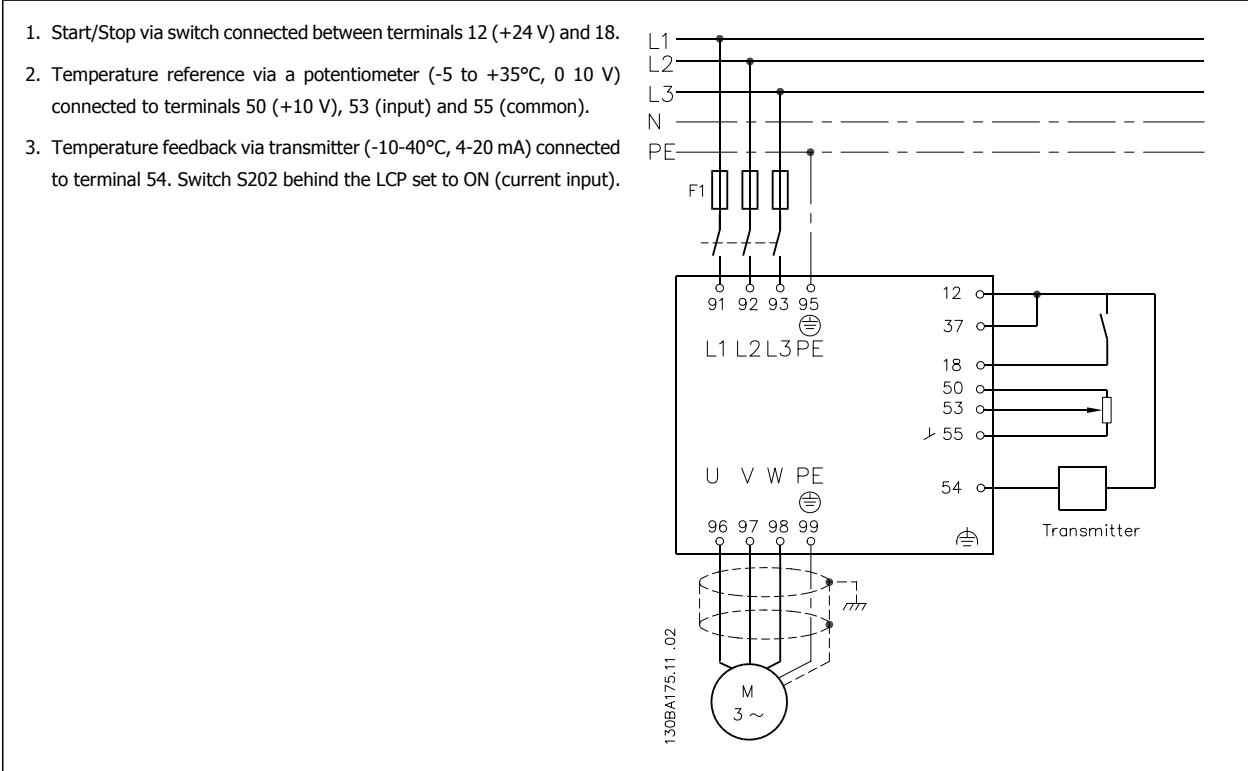 1. Start/Stop via switch connected between terminals 12 (+24 V) and 18.
2. Temperature reference via a potentiometer (-5 to +35°C, 0 10 V)
connected to terminals 50 (+10 V), 53 (input) and 55 (common).
3. Temperature feedback via transmitter (-10-40°C, 4-20 mA) connected
to terminal 54. Switch S202 behind the LCP set to ON (current input).
L1
L2
L3
N
PE
F1
91 92 93 95
L1 L2 L3 PE
12
37
18
50
53
55
54
Transmitter
U V W PE
96 97 98 99
M
3 ~
130BA175.11 .02